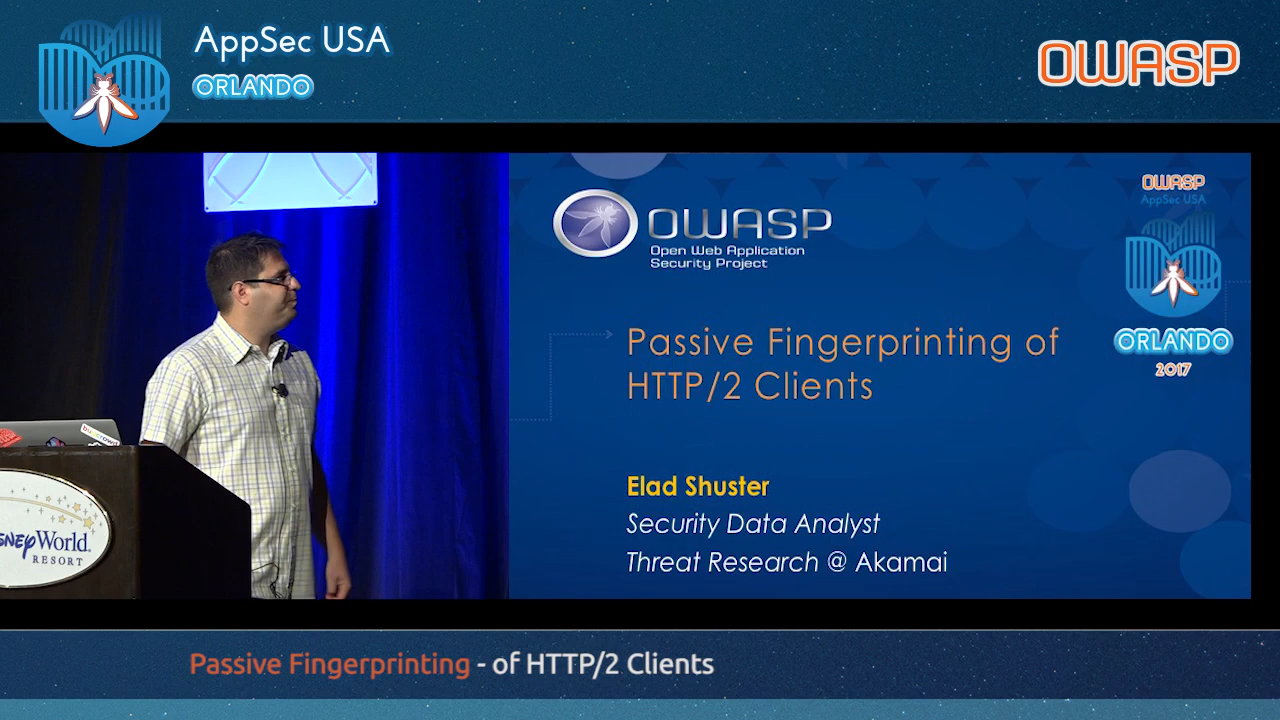 AppSec USA
ORLANDO
OWASP
OWASP
Open Web Application
Security Project
OWASP
AppSec USA
ORLANDO
2017
Passive Fingerprinting of
HTTP/2 Clients
Elad Shuster
Security Data Analyst
Threat Research @ Akamai
World
RESORT
Passive Fingerprinting - of HTTP/2 Clients